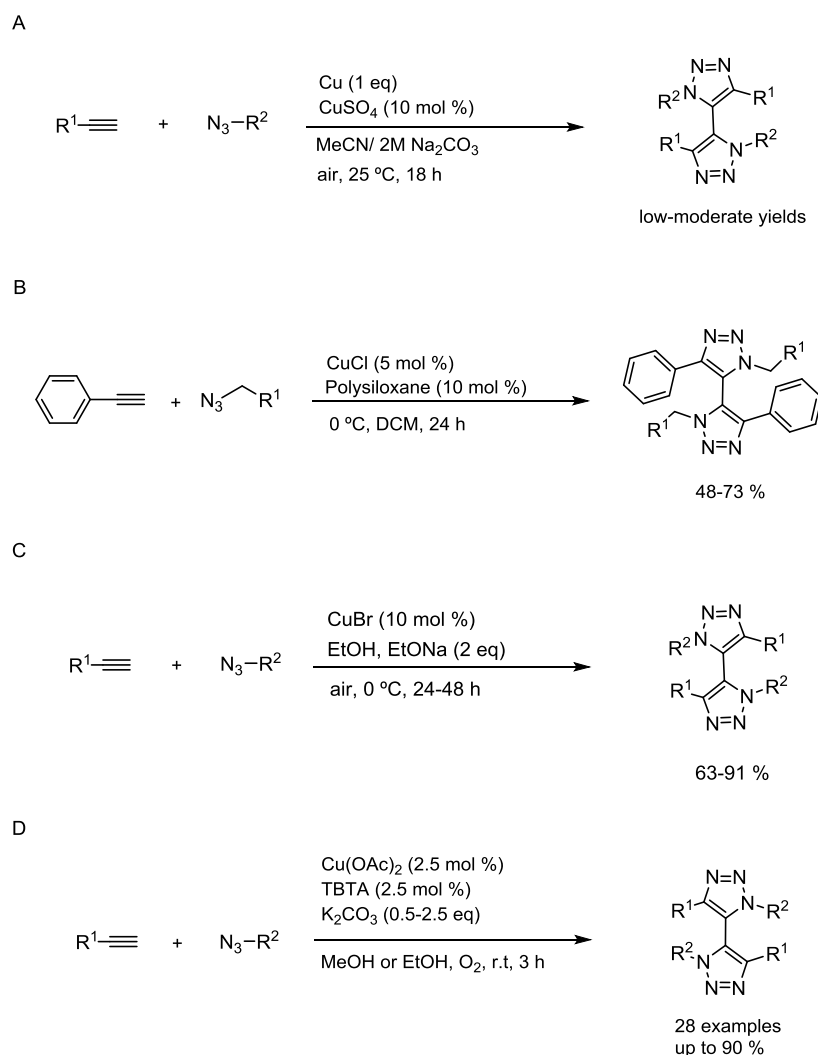 A
R¹ + N₃–R²
Cu (1 eq)
CuSO₄ (10 mol %)
MeCN/ 2M Na₂CO₃
air, 25 ºC, 18 h
N=N
R² N R¹
R¹ N R²
N=N
low-moderate yields
B
+ N₃ R¹
CuCl (5 mol %)
Polysiloxane (10 mol %)
0 ºC, DCM, 24 h
N=N
N R¹
N
R¹ N=N
48-73 %
C
R¹ + N₃–R²
CuBr (10 mol %)
EtOH, EtONa (2 eq)
air, 0 ºC, 24-48 h
N=N
R² N R¹
R¹ N R²
N=N
63-91 %
D
R¹ + N₃–R²
Cu(OAc)₂ (2.5 mol %)
TBTA (2.5 mol %)
K₂CO₃ (0.5-2.5 eq)
MeOH or EtOH, O₂, r.t, 3 h
N=N
R¹ N R²
R² N R¹
N=N
28 examples
up to 90 %